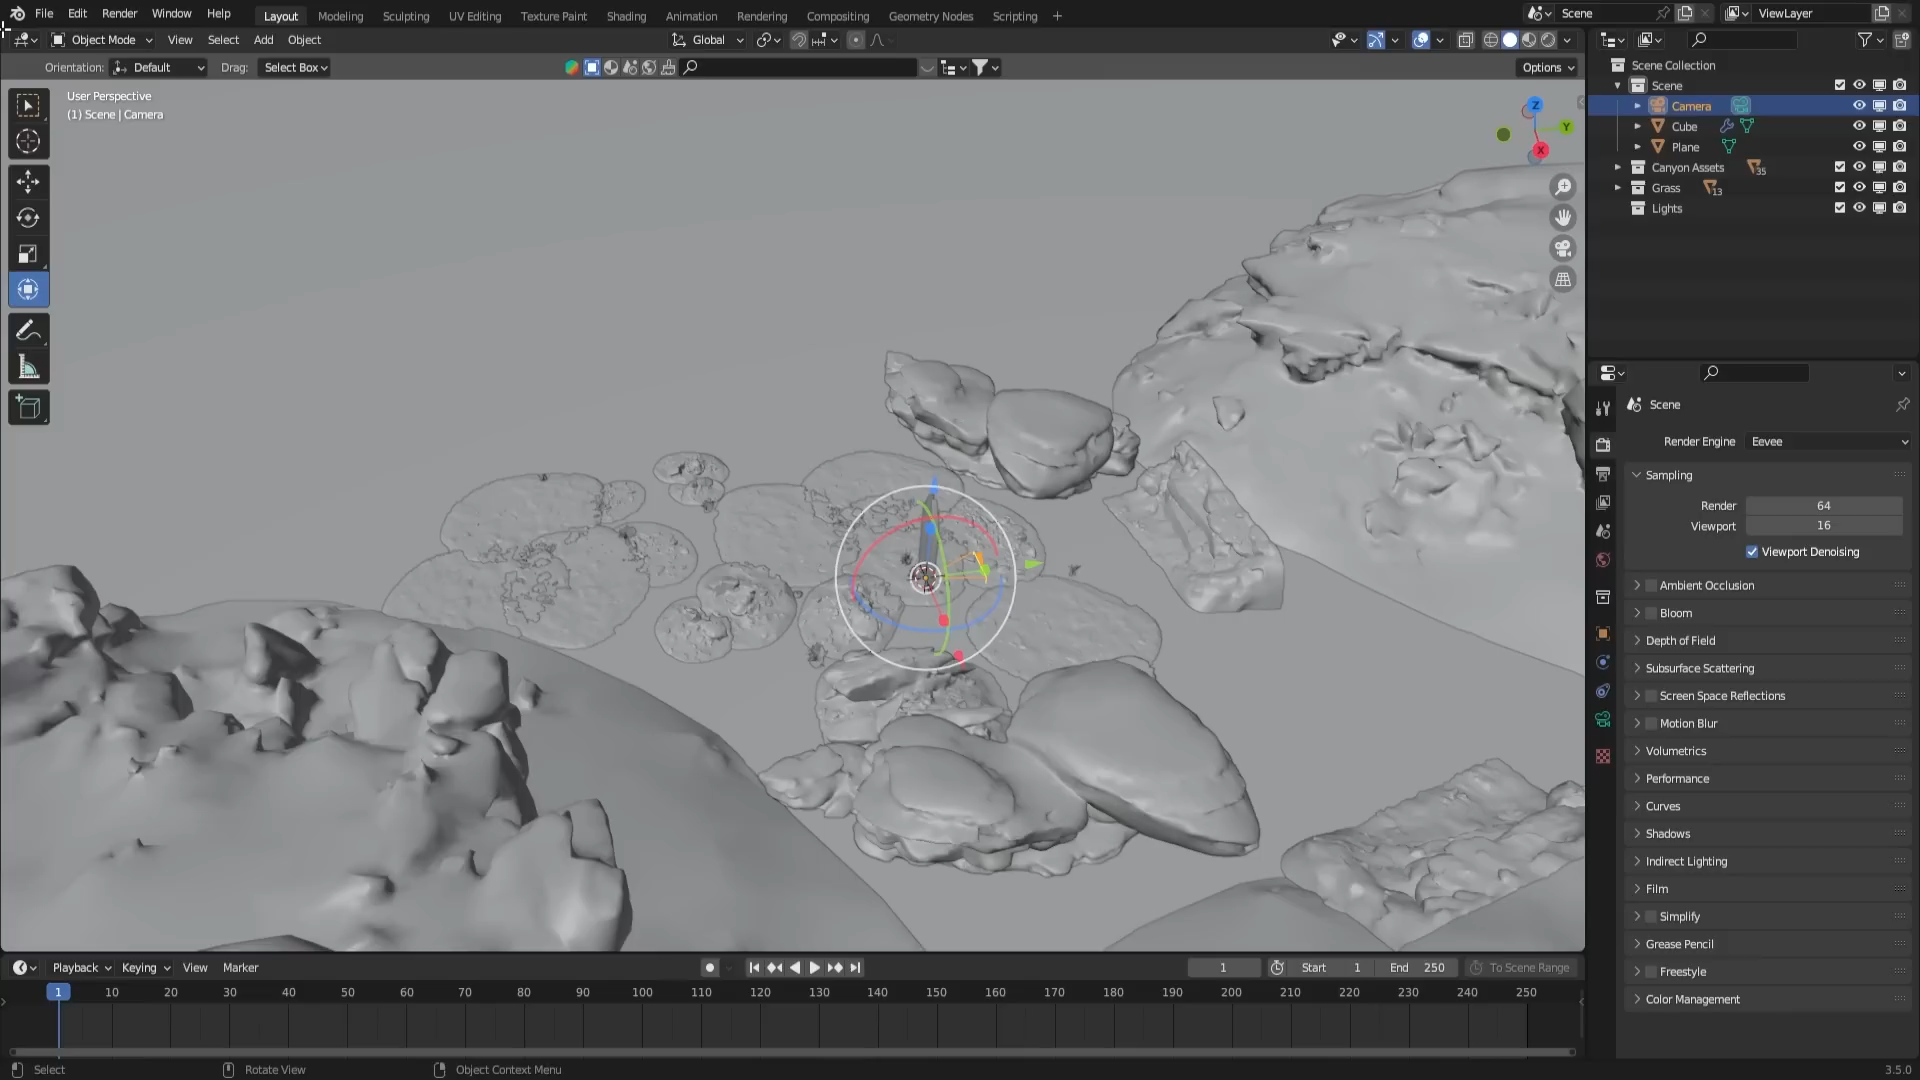 File Edit Render Window Help Layout Modeling Sculpting UV Editing Texture Paint Shading Animation Rendering Compositing Geometry Nodes Scripting + Scene ViewLayer
Object Mode View Select Add Object Global
Orientation: Default Drag: Select Box Options
User Perspective
(1) Scene | Camera
Z
Y
X
Scene Collection
Scene
Camera
Cube
Plane
Canyon Assets 35
Grass 13
Lights
Scene
Render Engine Eevee
Sampling
Render 64
Viewport 16
Viewport Denoising
Ambient Occlusion
Bloom
Depth of Field
Subsurface Scattering
Screen Space Reflections
Motion Blur
Volumetrics
Performance
Curves
Shadows
Indirect Lighting
Film
Simplify
Grease Pencil
Freestyle
Color Management
Playback Keying View Marker 1 Start 1 End 250 To Scene Range
1 10 20 30 40 50 60 70 80 90 100 110 120 130 140 150 160 170 180 190 200 210 220 230 240 250
Select Rotate View Object Context Menu 3.5.0